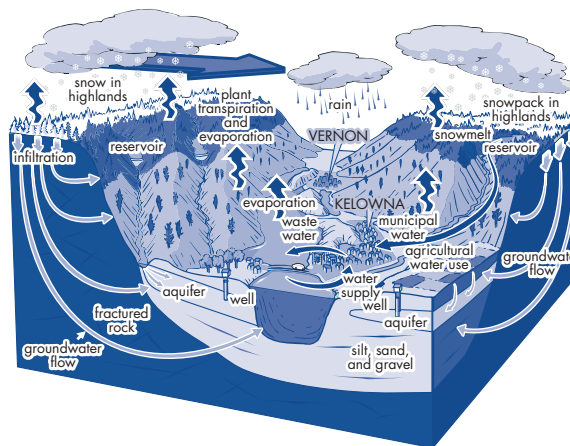 snow in
highlands
plant
transpiration
and
evaporation
rain
snowpack in
highlands
VERNON
snowmelt
reservoir
infiltration
reservoir
evaporation
KELOWNA
waste
water
municipal
water
agricultural
water use
groundwater
flow
aquifer
well
water
supply
well
aquifer
fractured
rock
groundwater
flow
silt, sand,
and gravel